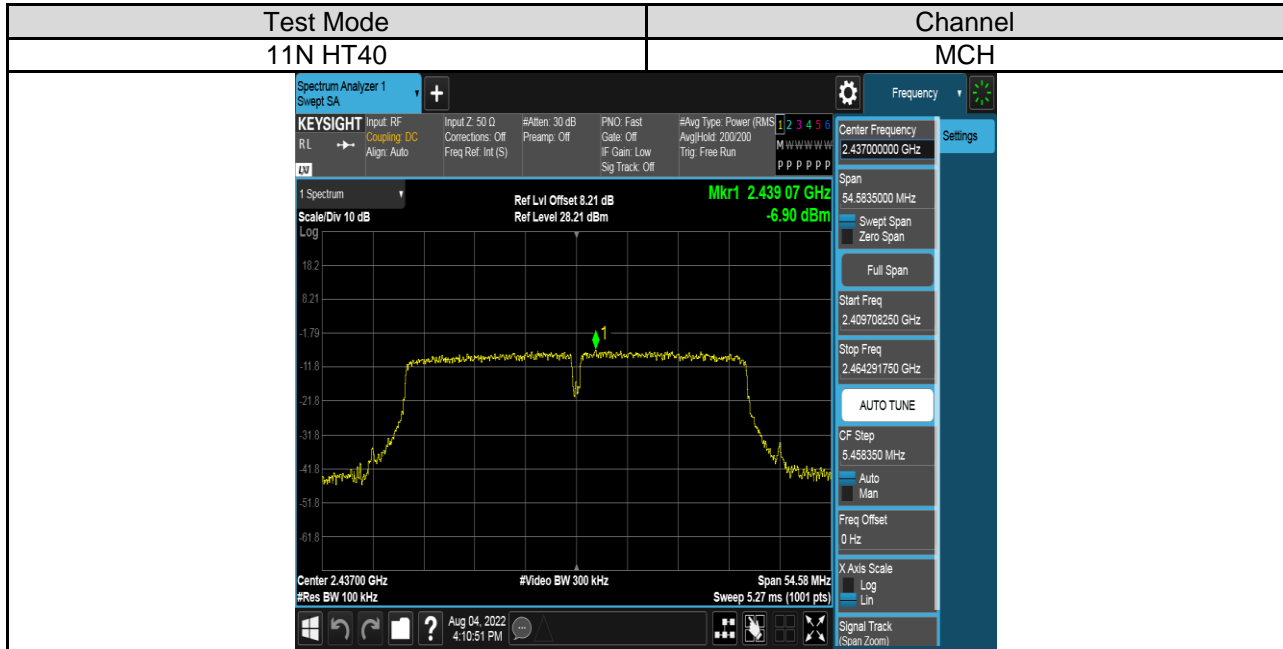 Test Mode Channel
11N HT40 MCH
Spectrum Analyzer 1
Swept SA
+
Frequency
KEYSIGHT Input: RF Input Z: 50 Ω #Atten: 30 dB PNO: Fast #Avg Type: Power (RMS 1 2 3 4 5 6
RL Coupling: DC Corrections: Off Preamp: Off Gate: Off Avg|Hold: 200/200 M W W W W W
Align: Auto Freq Ref: Int (S) IF Gain: Low Trig: Free Run
LXI Sig Track: Off P P P P P P
Center Frequency
2.437000000 GHz
Settings
Span
54.5835000 MHz
Swept Span
Zero Span
Full Span
Start Freq
2.409708250 GHz
Stop Freq
2.464291750 GHz
AUTO TUNE
CF Step
5.458350 MHz
Auto
Man
Freq Offset
0 Hz
X Axis Scale
Log
Lin
Signal Track
(Span Zoom)
1 Spectrum
Ref Lvl Offset 8.21 dB Mkr1 2.439 07 GHz
Scale/Div 10 dB Ref Level 28.21 dBm -6.90 dBm
Log
18.2
8.21
-1.79
1
-11.8
-21.8
-31.8
-41.8
-51.8
-61.8
Center 2.43700 GHz #Video BW 300 kHz Span 54.58 MHz
#Res BW 100 kHz Sweep 5.27 ms (1001 pts)
? Aug 04, 2022
4:10:51 PM